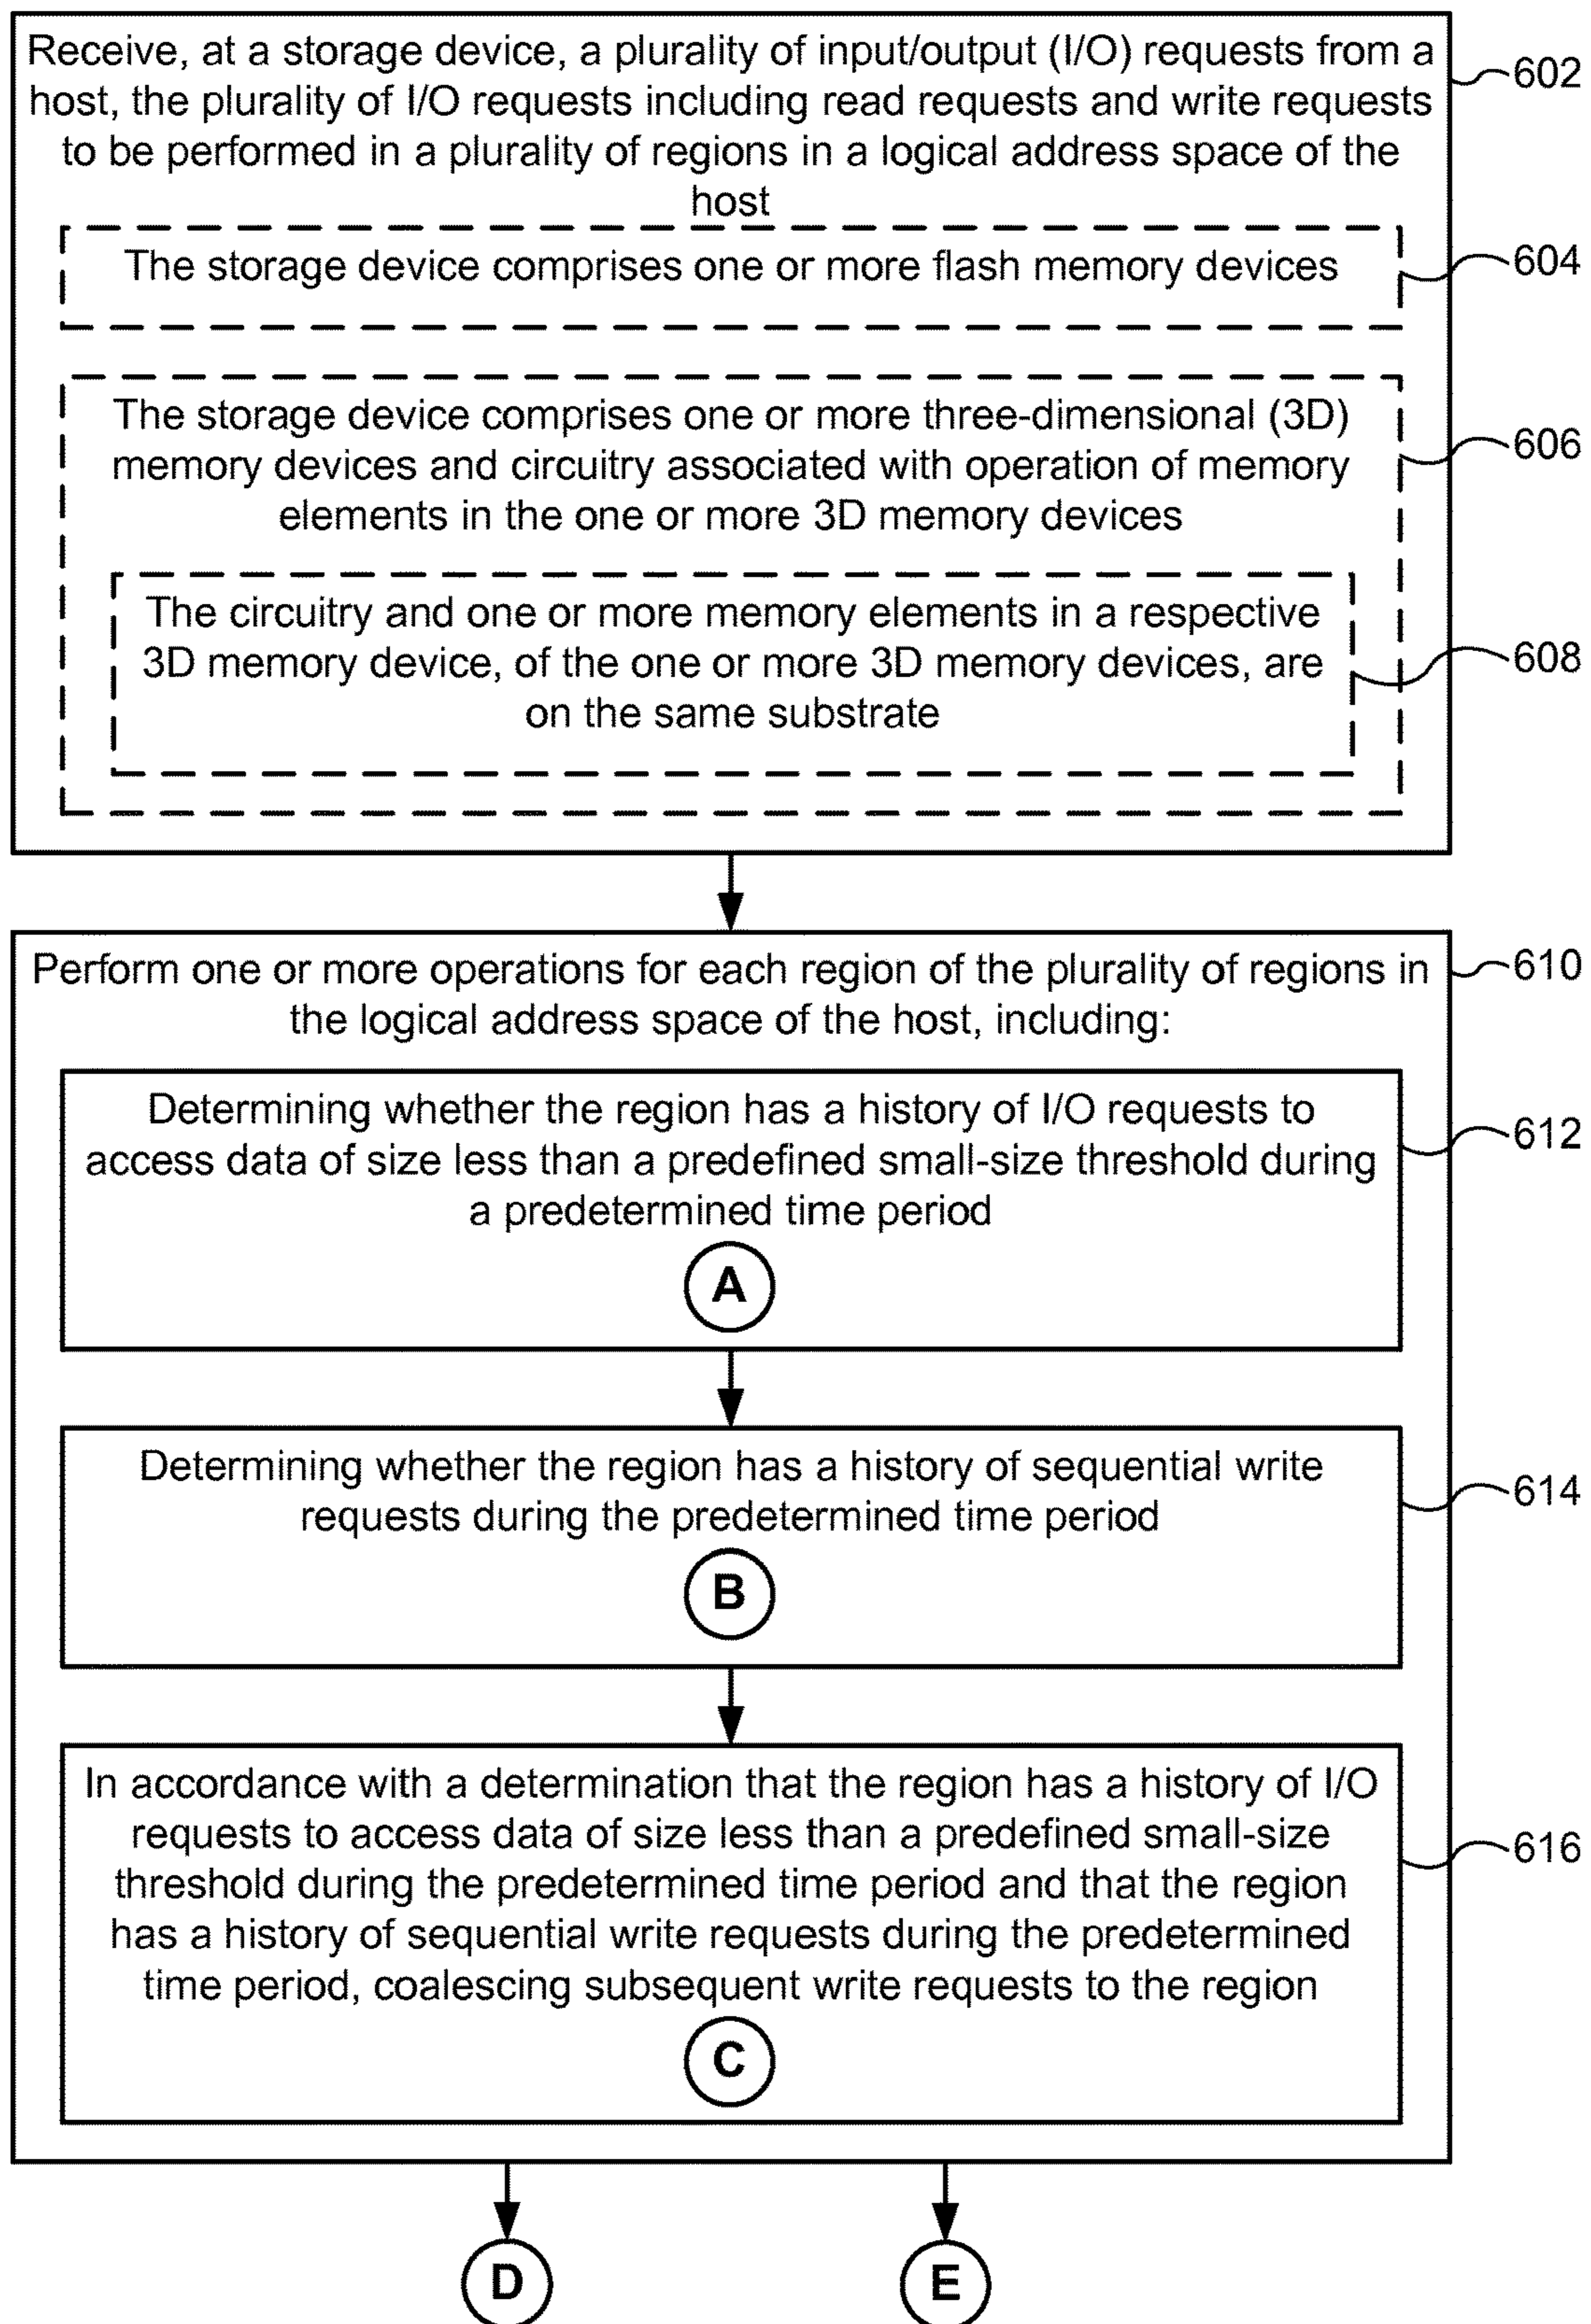 Receive, at a storage device, a plurality of input/output (I/O) requests from a
host, the plurality of I/O requests including read requests and write requests
to be performed in a plurality of regions in a logical address space of the
host
602
The storage device comprises one or more flash memory devices
604
The storage device comprises one or more three-dimensional (3D)
memory devices and circuitry associated with operation of memory
elements in the one or more 3D memory devices
606
The circuitry and one or more memory elements in a respective
3D memory device, of the one or more 3D memory devices, are
on the same substrate
608
Perform one or more operations for each region of the plurality of regions in
the logical address space of the host, including:
610
Determining whether the region has a history of I/O requests to
access data of size less than a predefined small-size threshold during
a predetermined time period
A
612
Determining whether the region has a history of sequential write
requests during the predetermined time period
B
614
In accordance with a determination that the region has a history of I/O
requests to access data of size less than a predefined small-size
threshold during the predetermined time period and that the region
has a history of sequential write requests during the predetermined
time period, coalescing subsequent write requests to the region
C
616
D
E